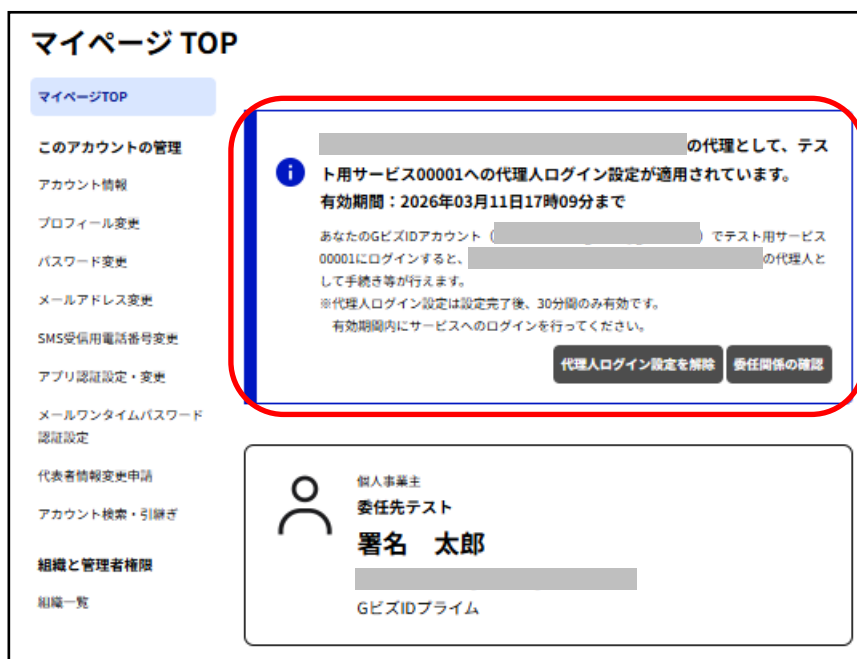 マイページ TOP
マイページTOP
このアカウントの管理
アカウント情報
プロフィール変更
パスワード変更
メールアドレス変更
SMS受信用電話番号変更
アプリ認証設定・変更
メールワンタイムパスワード
認証設定
代表者情報変更申請
アカウント検索・引継ぎ
組織と管理者権限
組織一覧
の代理として、テス
ト用サービス00001への代理人ログイン設定が適用されています。
有効期間：2026年03月11日17時09分まで
あなたのGビズIDアカウント（ ）でテスト用サービス
00001にログインすると、 の代理人と
して手続き等が行えます。
※代理人ログイン設定は設定完了後、30分間のみ有効です。
有効期間内にサービスへのログインを行ってください。
代理人ログイン設定を解除
委任関係の確認
個人事業主
委任先テスト
署名　太郎
GビズIDプライム